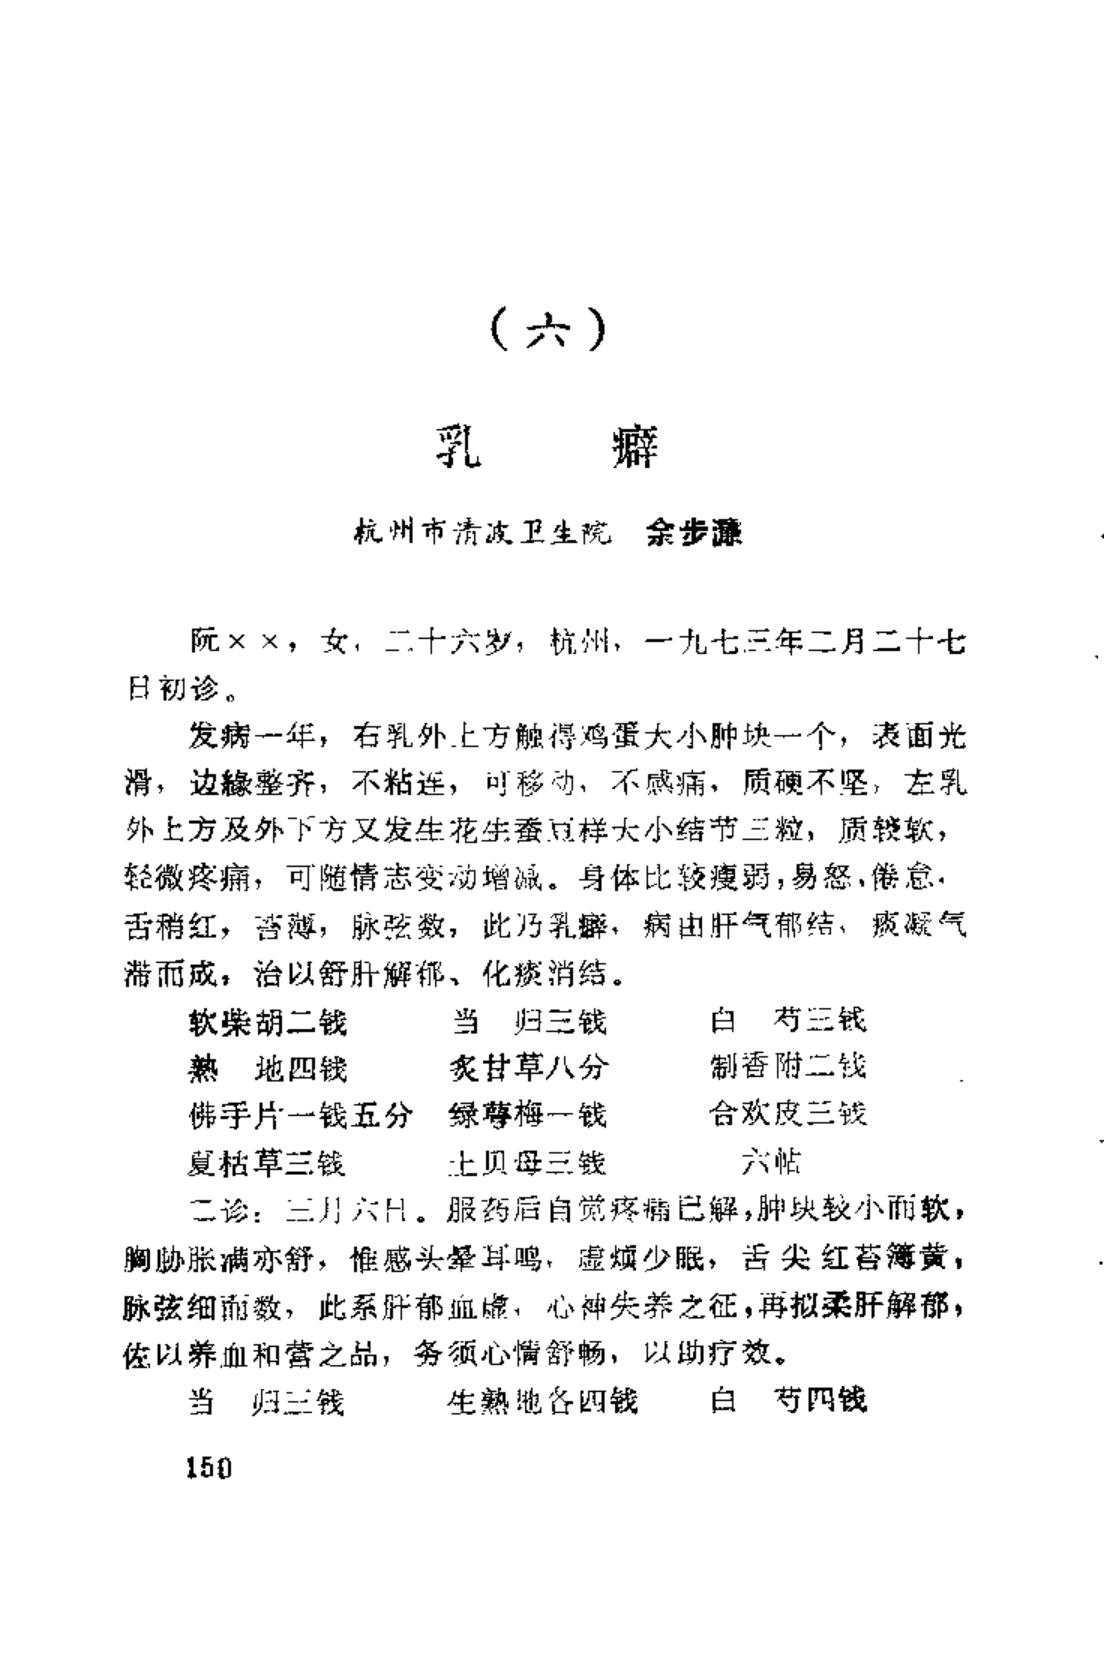 （六）
乳　　癖
杭州市清波卫生院　余步濂
阮××，女，二十六岁，杭州，一九七三年二月二十七
日初诊。
发病一年，右乳外上方触得鸡蛋大小肿块一个，表面光
滑，边缘整齐，不粘连，可移动，不感痛，质硬不坚，左乳
外上方及外下方又发生花生蚕豆样大小结节三粒，质较软，
轻微疼痛，可随情志变动增减。身体比较瘦弱，易怒、倦怠，
舌稍红，苔薄，脉弦数，此乃乳癖，病由肝气郁结、痰凝气
滞而成，治以舒肝解郁、化痰消结。
软柴胡二钱　当　归三钱　白　芍三钱
熟　地四钱　炙甘草八分　制香附二钱
佛手片一钱五分　绿萼梅一钱　合欢皮三钱
夏枯草三钱　土贝母三钱　六帖
二诊：三月六日。服药后自觉疼痛已解，肿块较小而软，
胸胁胀满亦舒，惟感头晕耳鸣，虚烦少眠，舌尖红苔簿黄，
脉弦细而数，此系肝郁血虚，心神失养之征，再拟柔肝解郁，
佐以养血和营之品，务须心情舒畅，以助疗效。
当　归三钱　生熟地各四钱　白　芍四钱
150